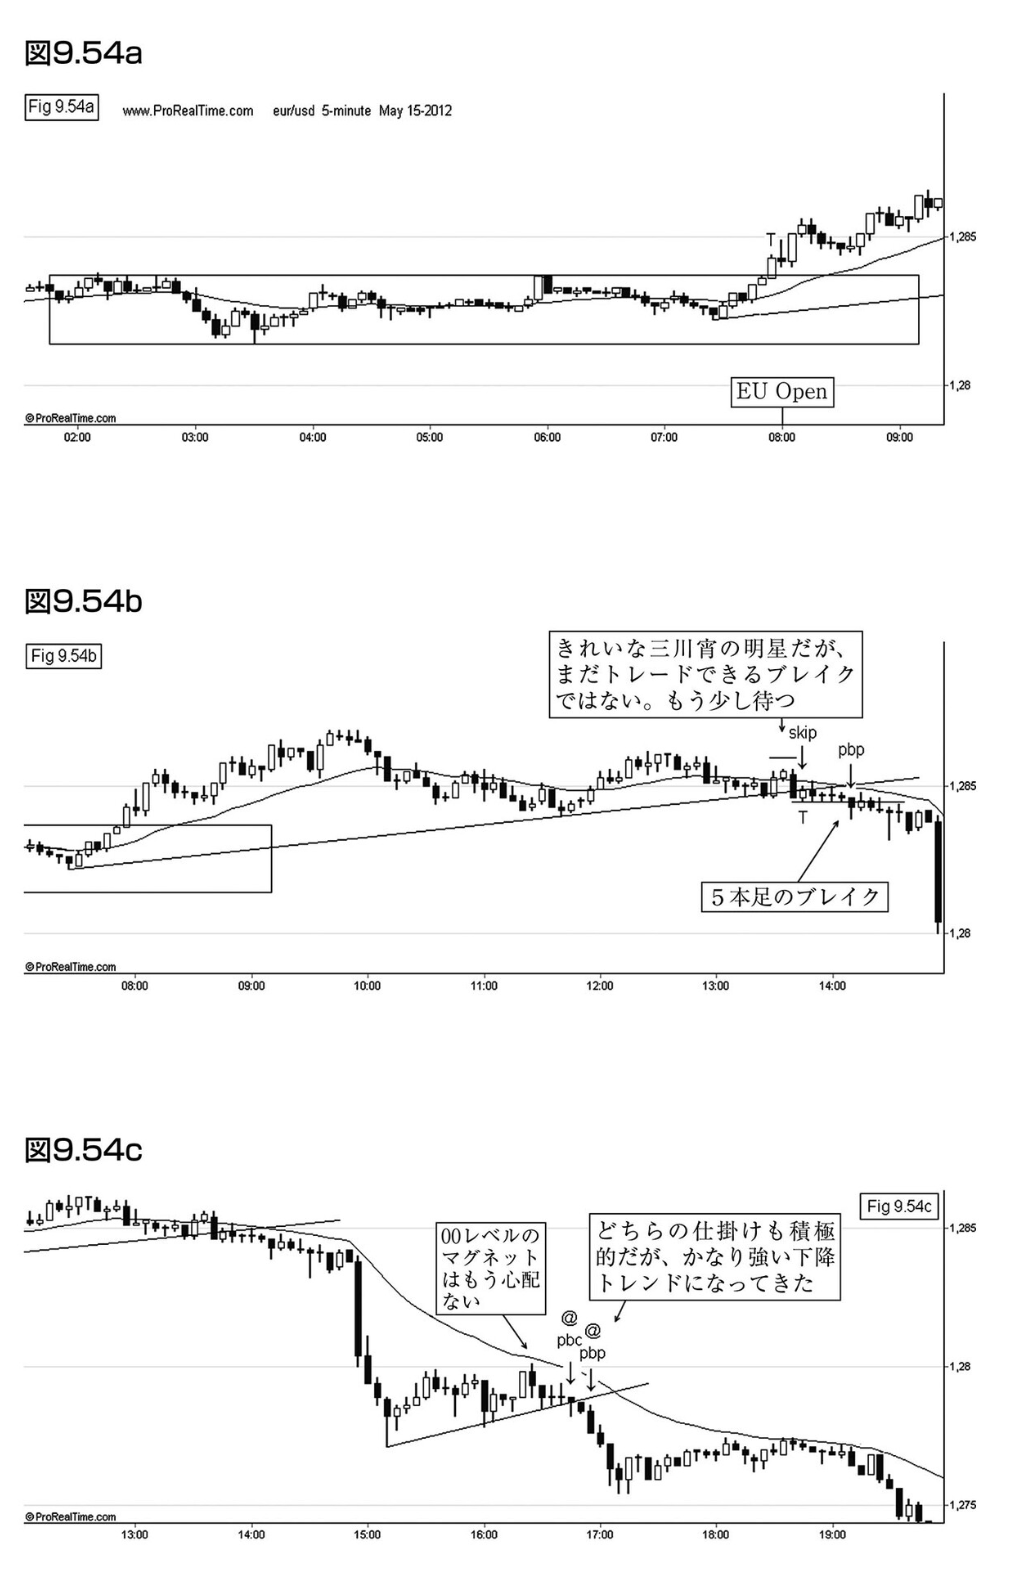 図9.54a
Fig 9.54a
www.ProRealTime.com eur/usd 5-minute May 15-2012
T
1,285
1,28
EU Open
©ProRealTime.com
02:00 03:00 04:00 05:00 06:00 07:00 08:00 09:00
図9.54b
Fig 9.54b
きれいな三川宵の明星だが、
まだトレードできるブレイク
ではない。もう少し待つ
skip
pbp
1,285
T
5本足のブレイク
1,28
©ProRealTime.com
08:00 09:00 10:00 11:00 12:00 13:00 14:00
図9.54c
Fig 9.54c
1,285
00レベルの
マグネット
はもう心配
ない
どちらの仕掛けも積極
的だが、かなり強い下降
トレンドになってきた
@
pbc
@
pbp
1,28
1,275
©ProRealTime.com
13:00 14:00 15:00 16:00 17:00 18:00 19:00